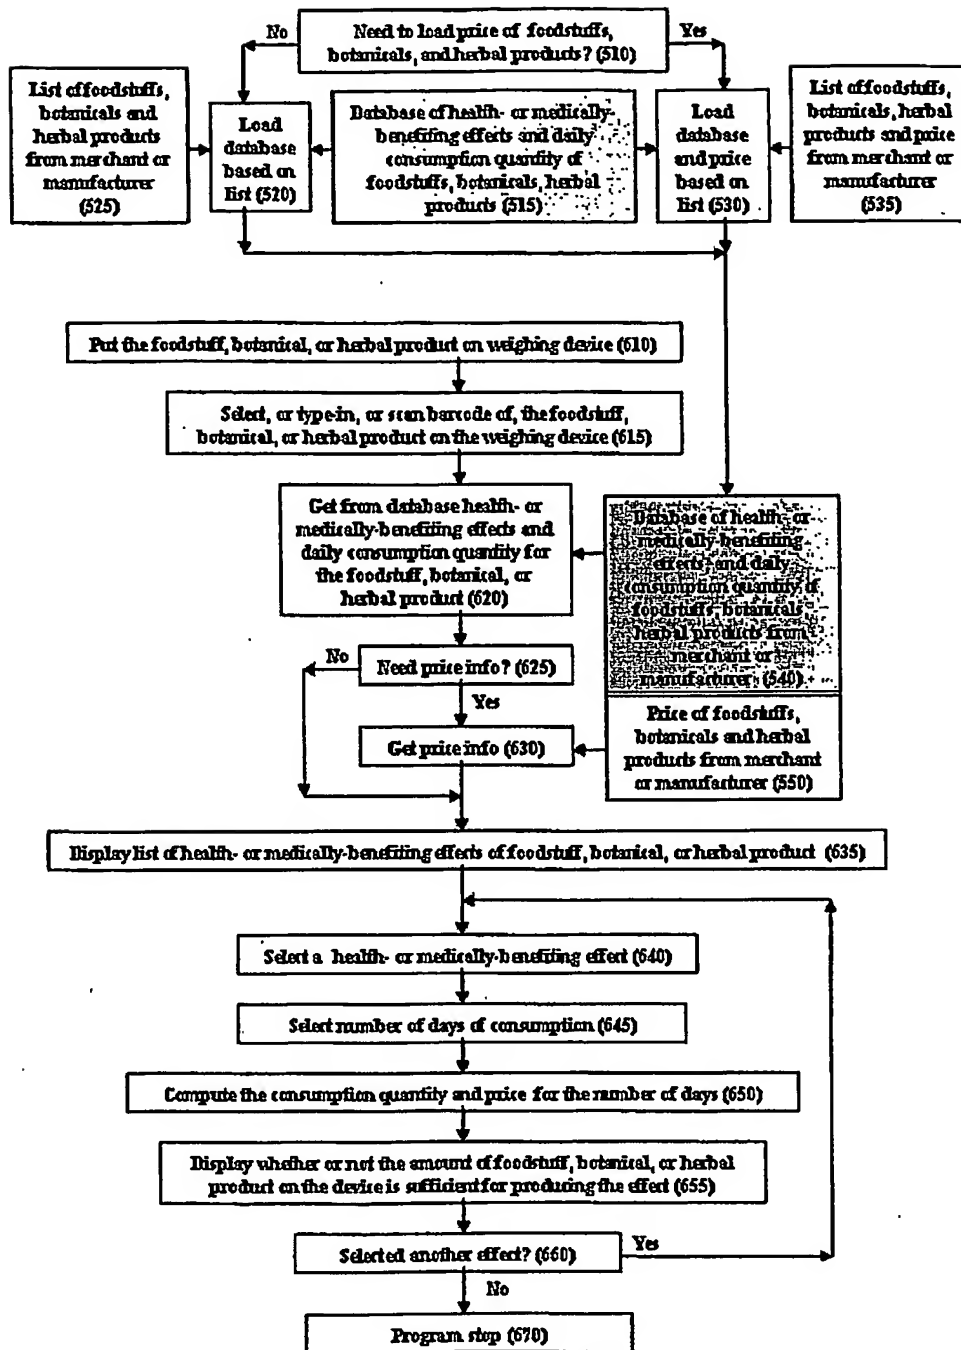 No
Need to load price of foodstuffs,
botanicals, and herbal products? (510)
Yes
List of foodstuffs,
botanicals and
herbal products
from merchant or
manufacturer
(525)
Load
database
based on
list (520)
Database of health- or medically-
benefiting effects and daily
consumption quantity of
foodstuffs, botanicals, herbal
products (515)
Load
database
and price
based on
list (530)
List of foodstuffs,
botanicals, herbal
products and price
from merchant or
manufacturer
(535)
Put the foodstuff, botanical, or herbal product on weighing device (610)
Select, or type-in, or scan barcode of, the foodstuff,
botanical, or herbal product on the weighing device (615)
Get from database health- or
medically-benefiting effects and
daily consumption quantity for
the foodstuff, botanical, or
herbal product (620)
Database of health- or
medically-benefiting
effects, and daily
consumption quantity of
foodstuffs, botanicals
herbal products from
merchant or
manufacturer (540)
No
Need price info? (625)
Yes
Get price info (630)
Price of foodstuffs,
botanicals and herbal
products from merchant
or manufacturer (550)
Display list of health- or medically-benefiting effects of foodstuff, botanical, or herbal product (635)
Select a health- or medically-benefiting effect (640)
Select number of days of consumption (645)
Compute the consumption quantity and price for the number of days (650)
Display whether or not the amount of foodstuff, botanical, or herbal
product on the device is sufficient for producing the effect (655)
Selected another effect? (660)
Yes
No
Program stop (670)